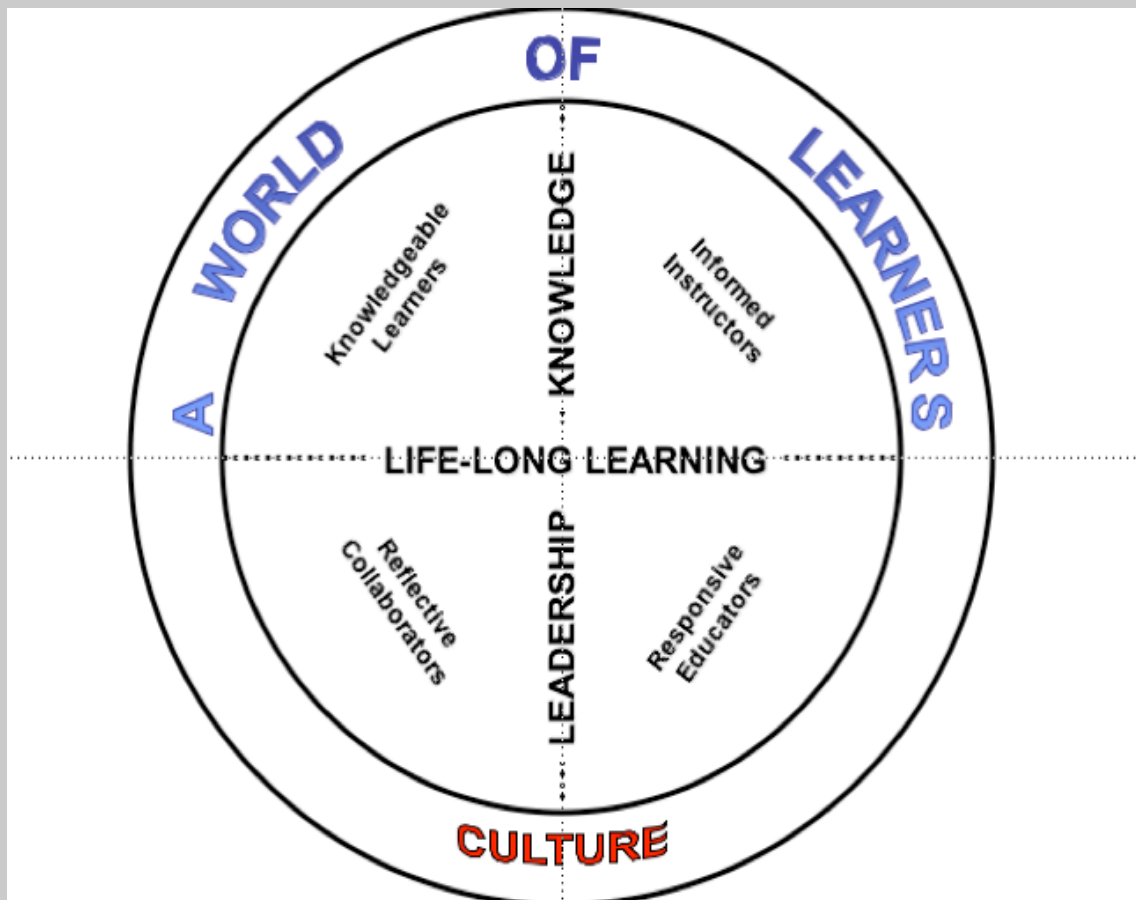 A WORLD OF LEARNERS
KNOWLEDGE
Knowledgeable
Learners
Informed
Instructors
LIFE-LONG LEARNING
LEADERSHIP
Reflective
Collaborators
Responsive
Educators
CULTURE